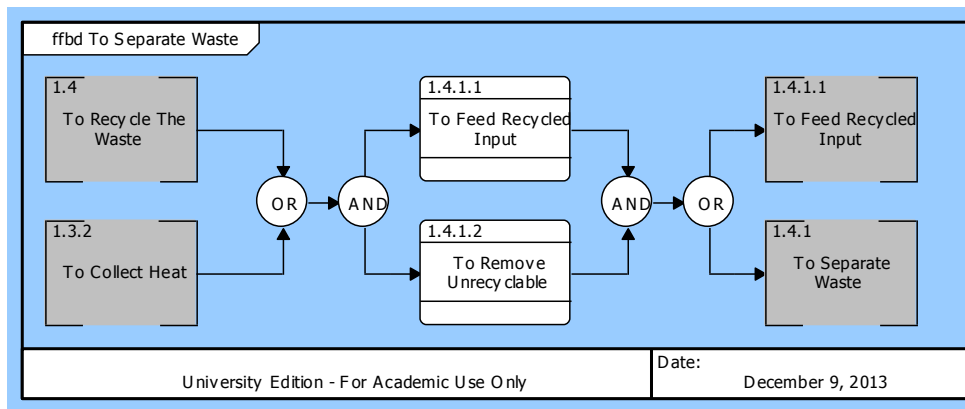 ffbd To Separate Waste
1.4
To Recycle The
Waste
1.4.1.1
To Feed Recycled
Input
1.4.1.1
To Feed Recycled
Input
OR
AND
AND
OR
1.3.2
To Collect Heat
1.4.1.2
To Remove
Unrecyclable
1.4.1
To Separate
Waste
University Edition - For Academic Use Only
Date:
December 9, 2013